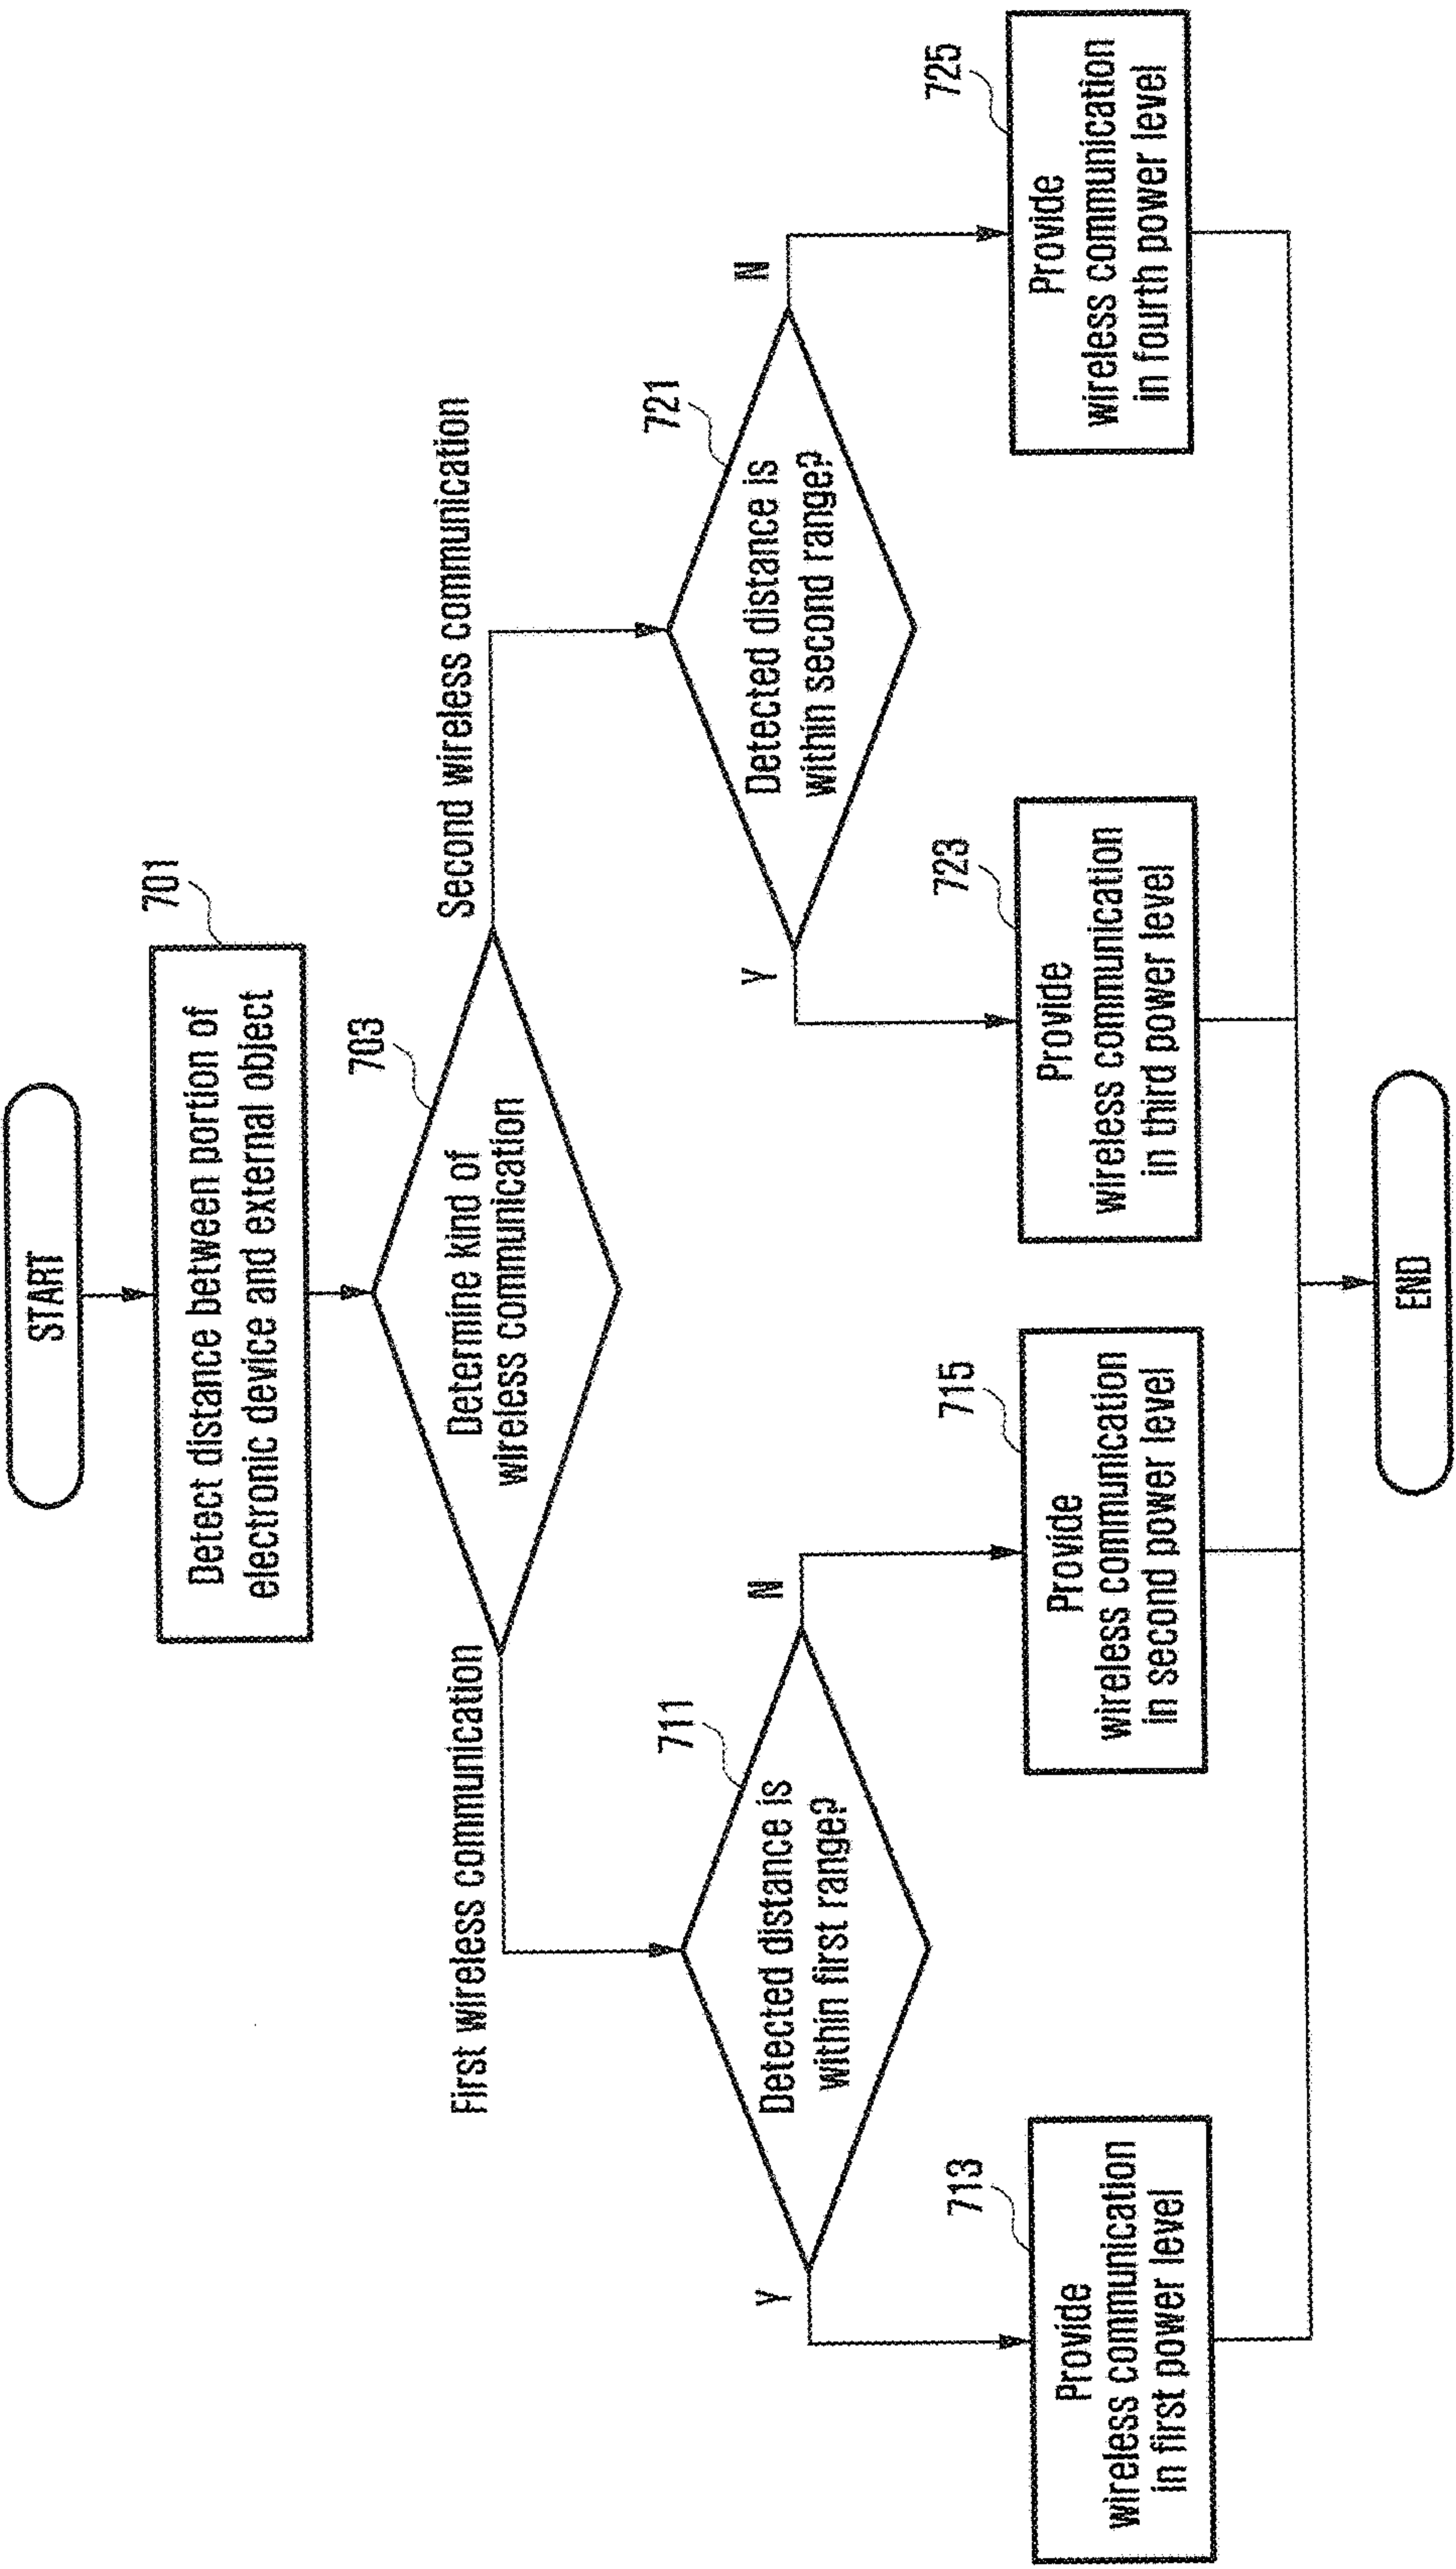 START
701
Detect distance between portion of
electronic device and external object
703
Determine kind of
wireless communication
First wireless communication
Second wireless communication
711
Detected distance is
within first range?
Y
N
721
Detected distance is
within second range?
Y
N
713
Provide
wireless communication
in first power level
715
Provide
wireless communication
in second power level
723
Provide
wireless communication
in third power level
725
Provide
wireless communication
in fourth power level
END